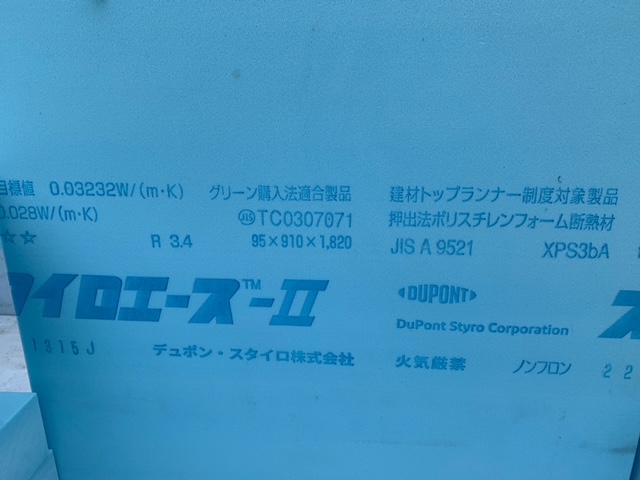 目標値 0.03232W/(m・K) グリーン購入法適合製品 建材トップランナー制度対象製品
0.028W/(m・K) JIS TC0307071 押出法ポリスチレンフォーム断熱材
☆☆ R 3.4 95×910×1,820 JIS A 9521 XPS3bA
イロエース™-II DUPONT ス
DuPont Styro Corporation
1315J デュポン・スタイロ株式会社 火気厳禁 ノンフロン 22